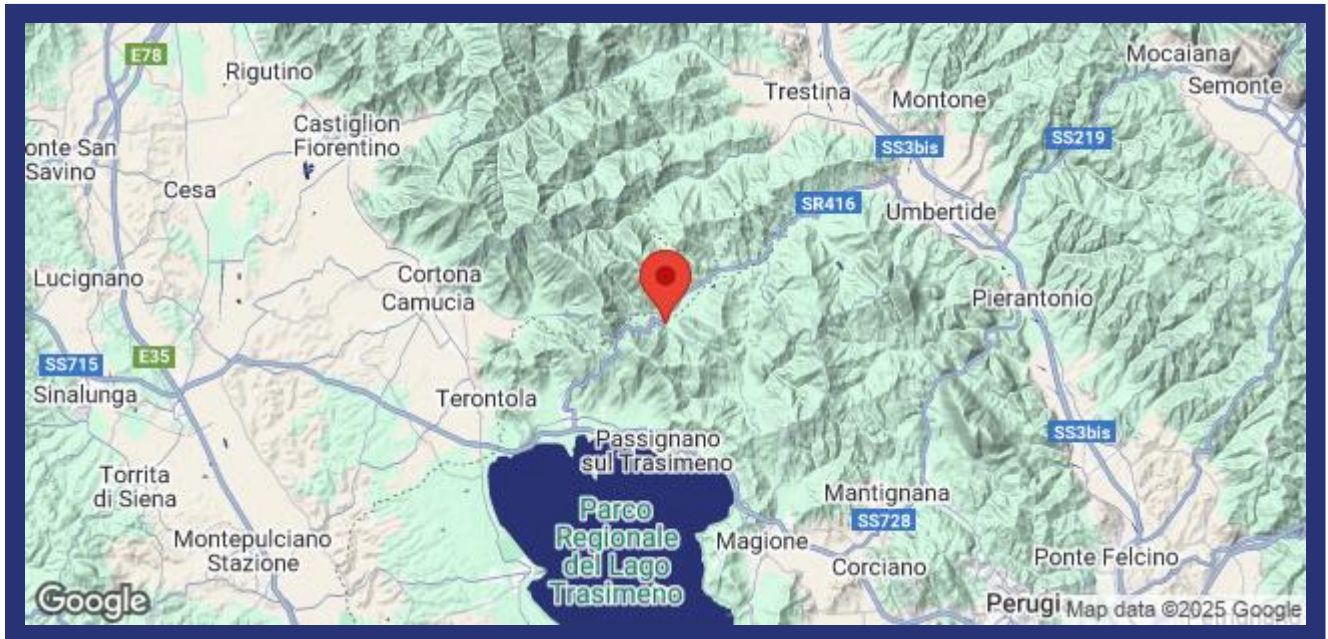 E78
Rigutino
Mocaiana
Semonte
Trestina
Montone
Castiglion
Fiorentino
onte San
Savino
SS3bis
SS219
Cesa
SR416
Umbertide
Lucignano
Cortona
Camucia
Pierantonio
SS715
E35
Sinalunga
Terontola
SS3bis
Passignano
sul Trasimeno
Torrita
di Siena
Mantignana
SS728
Parco
Regionale
del Lago
Trasimeno
Montepulciano
Stazione
Magione
Corciano
Ponte Felcino
Google
Perugi
Map data ©2025 Google